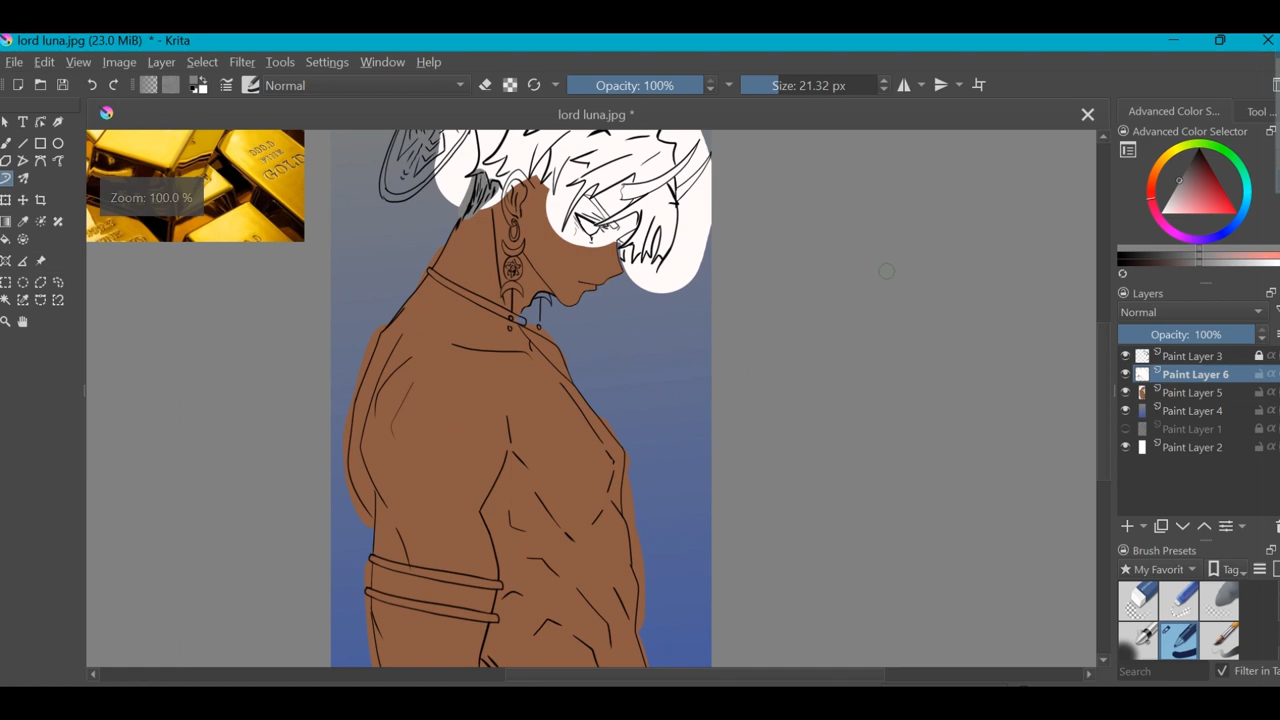 lord luna.jpg (23.0 MiB) * - Krita
File Edit View Image Layer Select Filter Tools Settings Window Help
Normal Opacity: 100% Size: 21.32 px
lord luna.jpg *
Advanced Color S... Tool ...
Advanced Color Selector
GOLD
Zoom: 100.0 %
Layers
Normal
Opacity: 100%
Paint Layer 3
Paint Layer 6
Paint Layer 5
Paint Layer 4
Paint Layer 1
Paint Layer 2
Brush Presets
My Favorit Tag
Search Filter in Ta